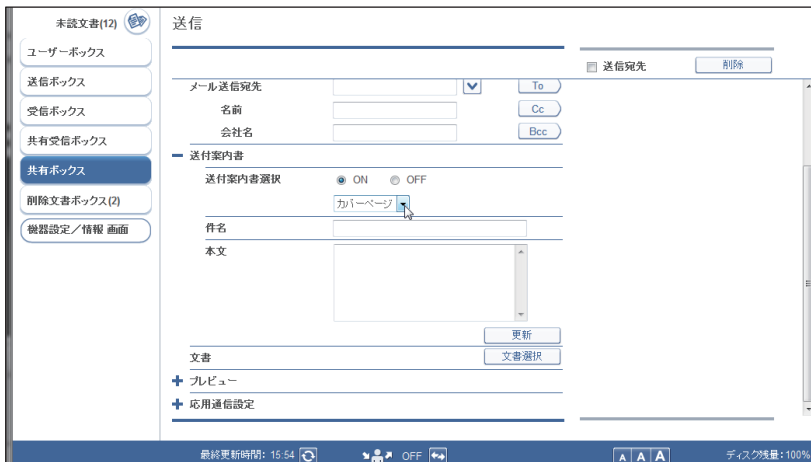 未読文書(12)
送信
ユーザーボックス
送信ボックス
受信ボックス
共有受信ボックス
共有ボックス
削除文書ボックス(2)
機器設定／情報 画面
送信宛先
削除
メール送信宛先
To
名前
Cc
会社名
Bcc
送付案内書
送付案内書選択
ON
OFF
カバーページ
件名
本文
更新
文書
文書選択
プレビュー
応用通信設定
最終更新時間: 15:54
OFF
A A A
ディスク残量:100%